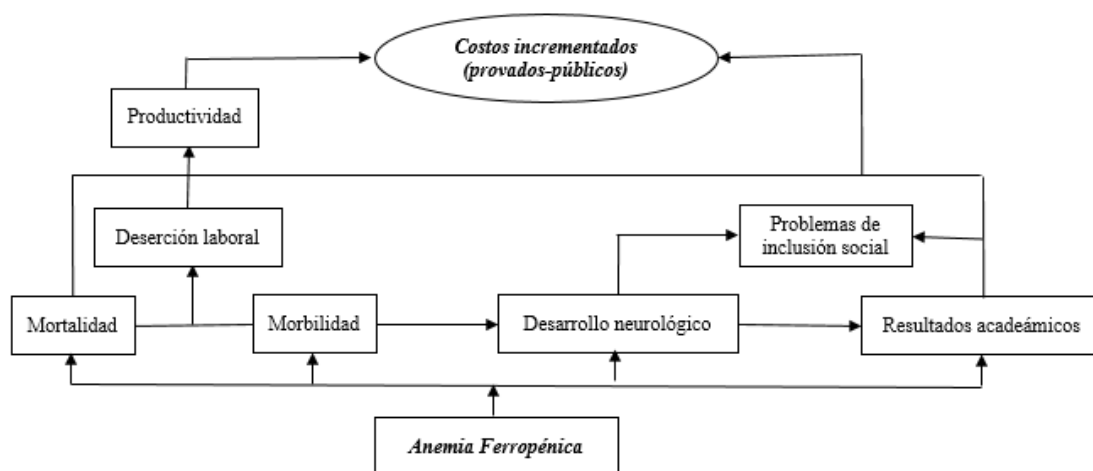 Costos incrementados
(provados-públicos)
Productividad
Deserción laboral
Problemas de
inclusión social
Mortalidad
Morbilidad
Desarrollo neurológico
Resultados acadeámicos
Anemia Ferropénica